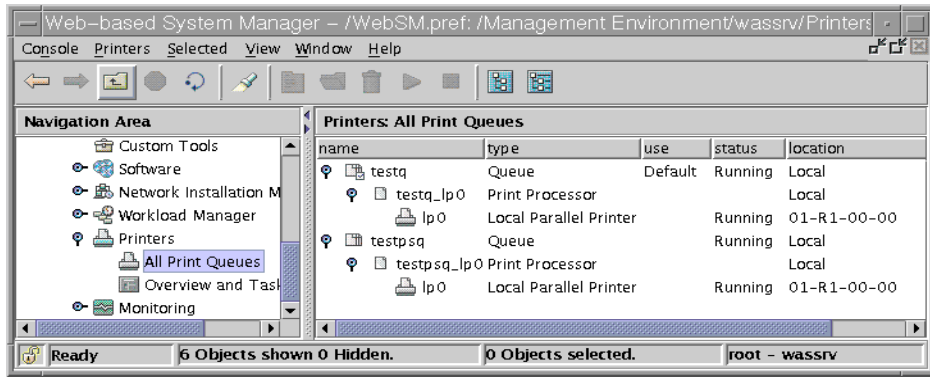 Web-based System Manager - /WebSM.pref: /Management Environment/wassrv/Printers
Console Printers Selected View Window Help
Navigation Area
Custom Tools
Software
Network Installation M
Workload Manager
Printers
All Print Queues
Overview and Task
Monitoring
Printers: All Print Queues
name type use status location
testq Queue Default Running Local
testq_lp0 Print Processor Local
lp0 Local Parallel Printer Running 01-R1-00-00
testpsq Queue Running Local
testpsq_lp0 Print Processor Local
lp0 Local Parallel Printer Running 01-R1-00-00
Ready 6 Objects shown 0 Hidden. 0 Objects selected. root - wassrv